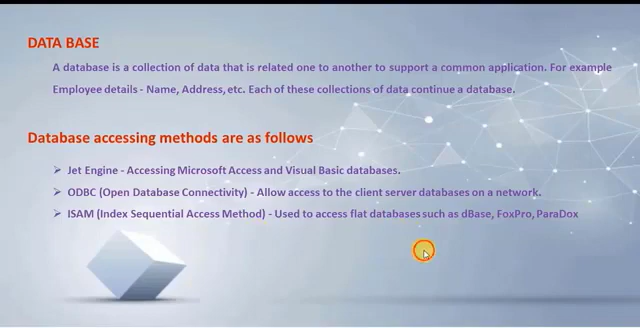 DATA BASE
A database is a collection of data that is related one to another to support a common application. For example
Employee details - Name, Address, etc. Each of these collections of data continue a database.
Database accessing methods are as follows
Jet Engine - Accessing Microsoft Access and Visual Basic databases.
ODBC (Open Database Connectivity) - Allow access to the client server databases on a network.
ISAM (Index Sequential Access Method) - Used to access flat databases such as dBase, FoxPro, ParaDox